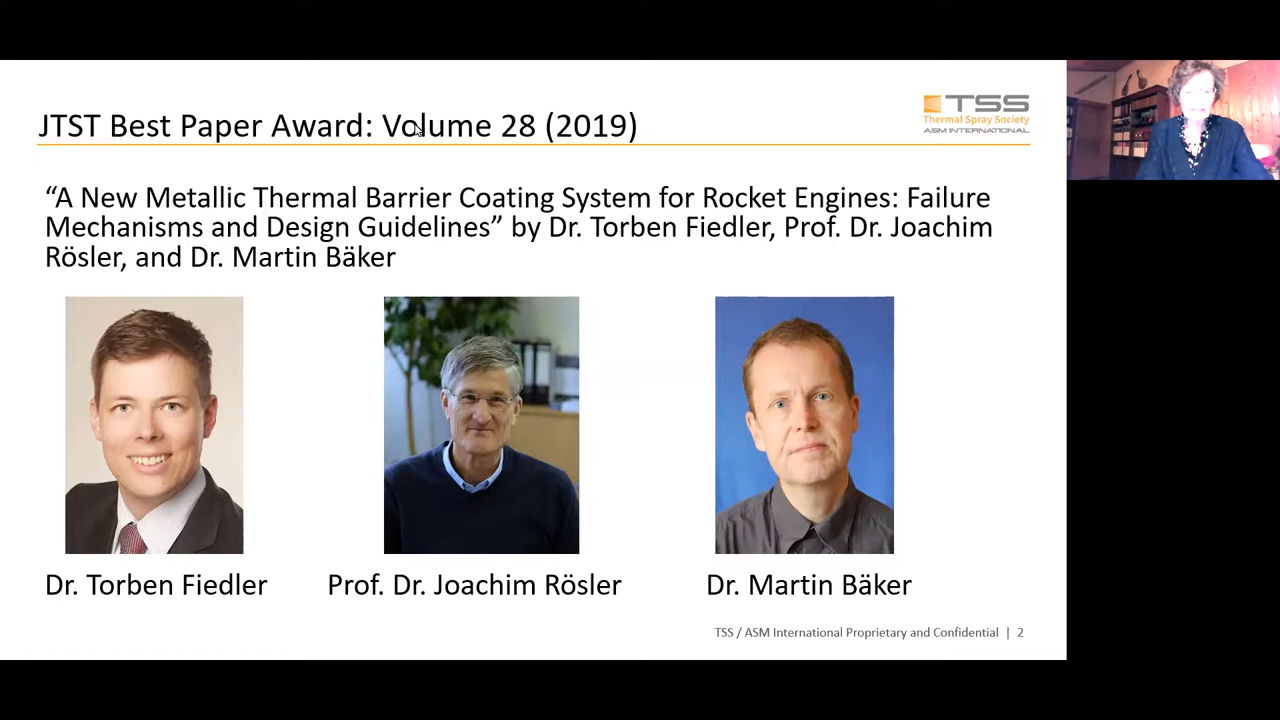 JTST Best Paper Award: Volume 28 (2019)
TSS
Thermal Spray Society
ASM INTERNATIONAL
“A New Metallic Thermal Barrier Coating System for Rocket Engines: Failure
Mechanisms and Design Guidelines” by Dr. Torben Fiedler, Prof. Dr. Joachim
Rösler, and Dr. Martin Bäker
Dr. Torben Fiedler
Prof. Dr. Joachim Rösler
Dr. Martin Bäker
TSS / ASM International Proprietary and Confidential | 2